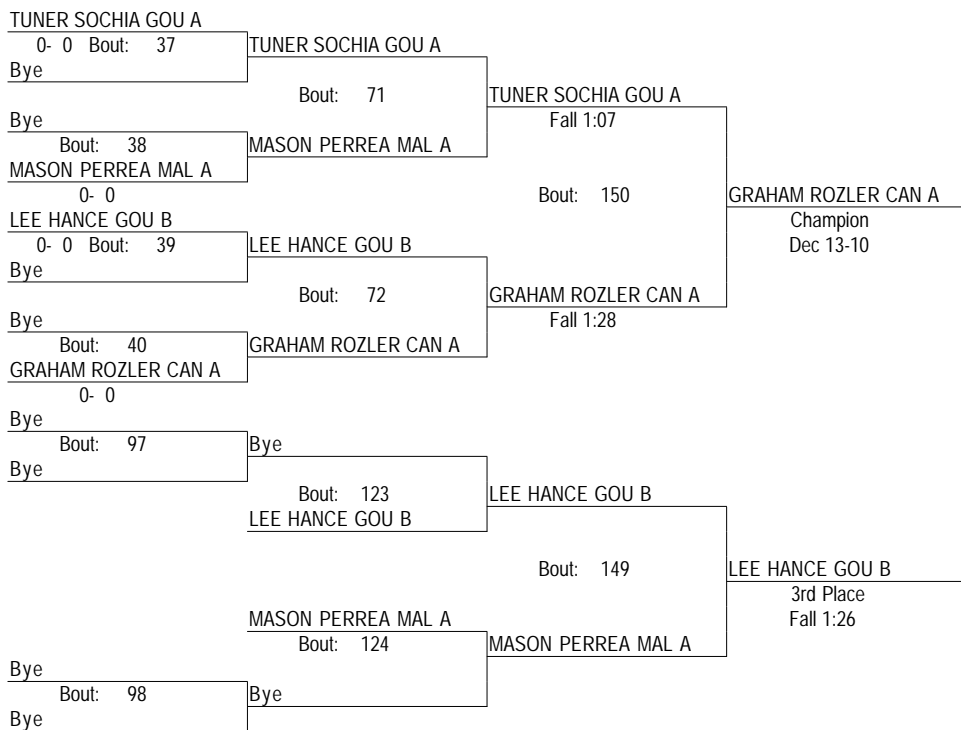 TUNER SOCHIA GOU A
0- 0 Bout: 37
TUNER SOCHIA GOU A
Bye
Bout: 71
TUNER SOCHIA GOU A
Bye
Fall 1:07
Bout: 38
MASON PERREA MAL A
MASON PERREA MAL A
0- 0
Bout: 150
GRAHAM ROZLER CAN A
LEE HANCE GOU B
Champion
0- 0 Bout: 39
LEE HANCE GOU B
Dec 13-10
Bye
Bout: 72
GRAHAM ROZLER CAN A
Bye
Fall 1:28
Bout: 40
GRAHAM ROZLER CAN A
GRAHAM ROZLER CAN A
0- 0
Bye
Bout: 97
Bye
Bye
Bout: 123
LEE HANCE GOU B
LEE HANCE GOU B
Bout: 149
LEE HANCE GOU B
3rd Place
MASON PERREA MAL A
Fall 1:26
Bout: 124
MASON PERREA MAL A
Bye
Bout: 98
Bye
Bye